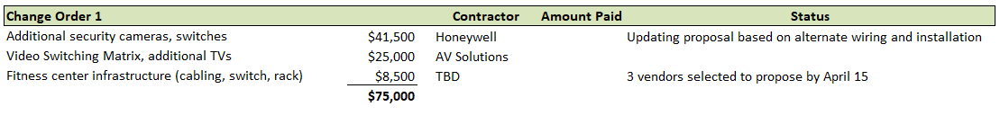 Change Order 1 Contractor Amount Paid Status
Additional security cameras, switches $41,500 Honeywell Updating proposal based on alternate wiring and installation
Video Switching Matrix, additional TVs $25,000 AV Solutions
Fitness center infrastructure (cabling, switch, rack) $8,500 TBD 3 vendors selected to propose by April 15
$75,000